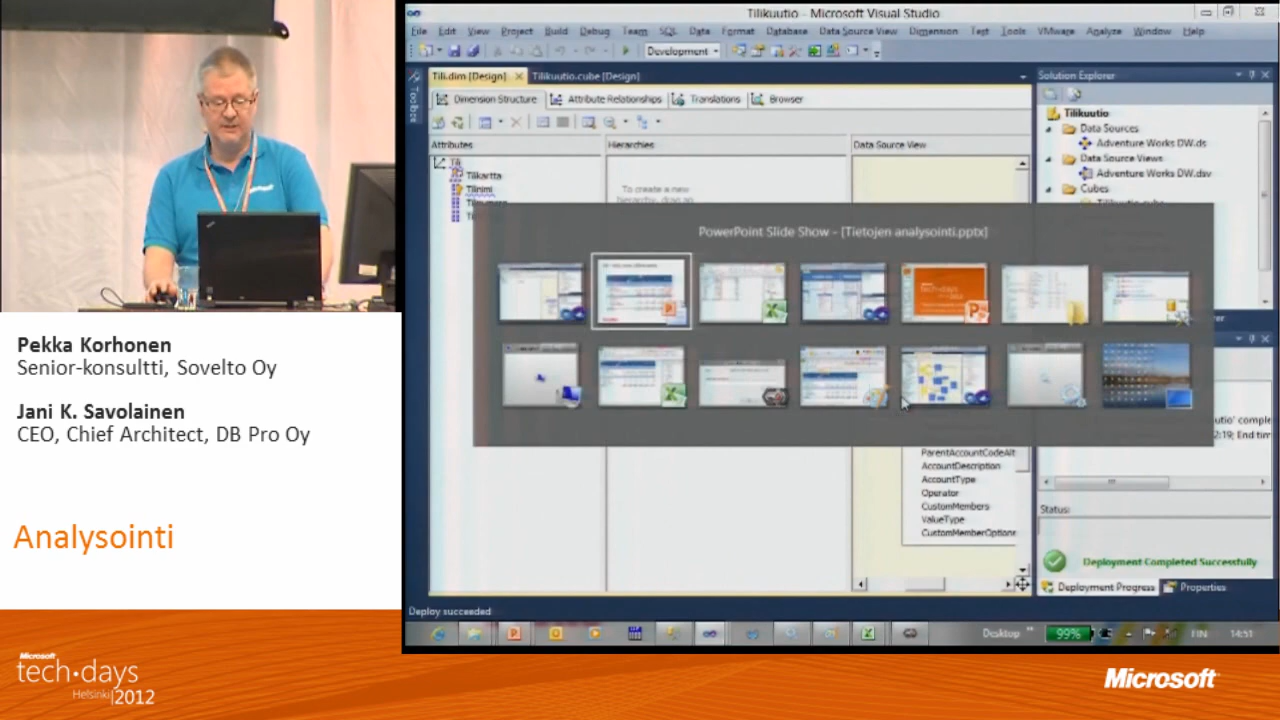 Pekka Korhonen
Senior-konsultti, Sovelto Oy
Jani K. Savolainen
CEO, Chief Architect, DB Pro Oy
Analysointi
Microsoft
tech·days
Helsinki|2012
Microsoft
Tilikuutio - Microsoft Visual Studio
File Edit View Project Build Debug Team SQL Data Format Database Data Source View Dimension Test Tools VMware Analyze Window Help
Development
Tili.dim [Design] Tilikuutio.cube [Design]
Dimension Structure Attribute Relationships Translations Browser
Attributes Hierarchies Data Source View
Tili
Tilikartta
Tilinimi
To create a new
PowerPoint Slide Show - [Tietojen analysointi.pptx]
ParentAccountCodeAlt
AccountDescription
AccountType
Operator
CustomMembers
ValueType
CustomMemberOptions
Solution Explorer
Tilikuutio
Data Sources
Adventure Works DW.ds
Data Source Views
Adventure Works DW.dsv
Cubes
Status:
Deployment Completed Successfully
Deployment Progress Properties
Deploy succeeded
Desktop 99% FIN 14:51